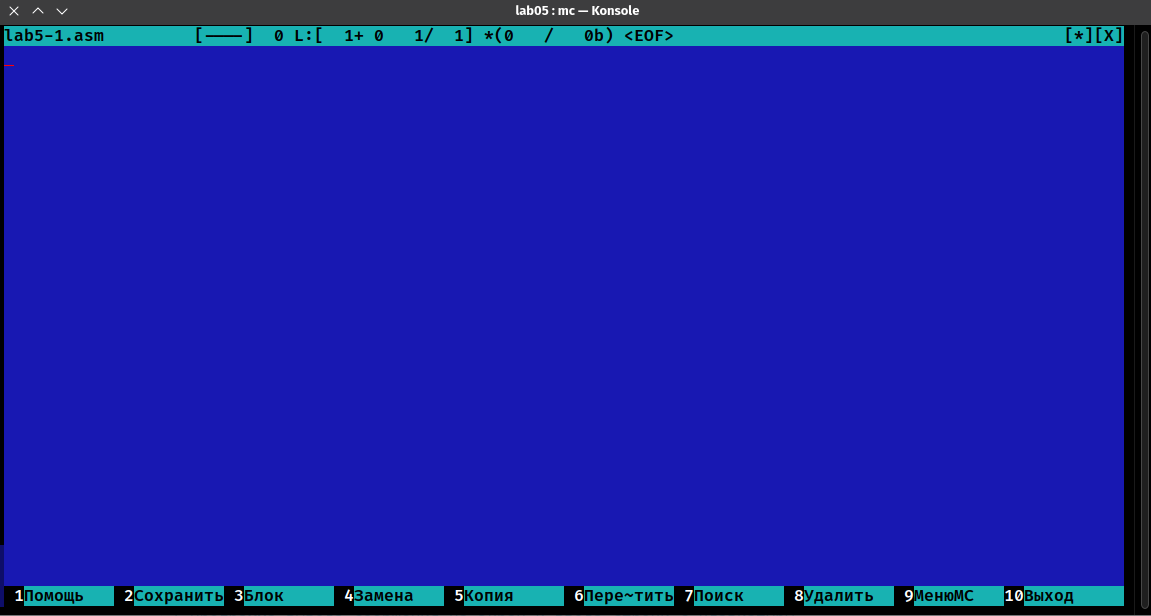 lab05 : mc — Konsole
lab5-1.asm [----] 0 L:[ 1+ 0 1/ 1] *(0 / 0b) <EOF> [*][X]
1Помощь 2Сохранить 3Блок 4Замена 5Копия 6Пере~тить 7Поиск 8Удалить 9МенюMC 10Выход